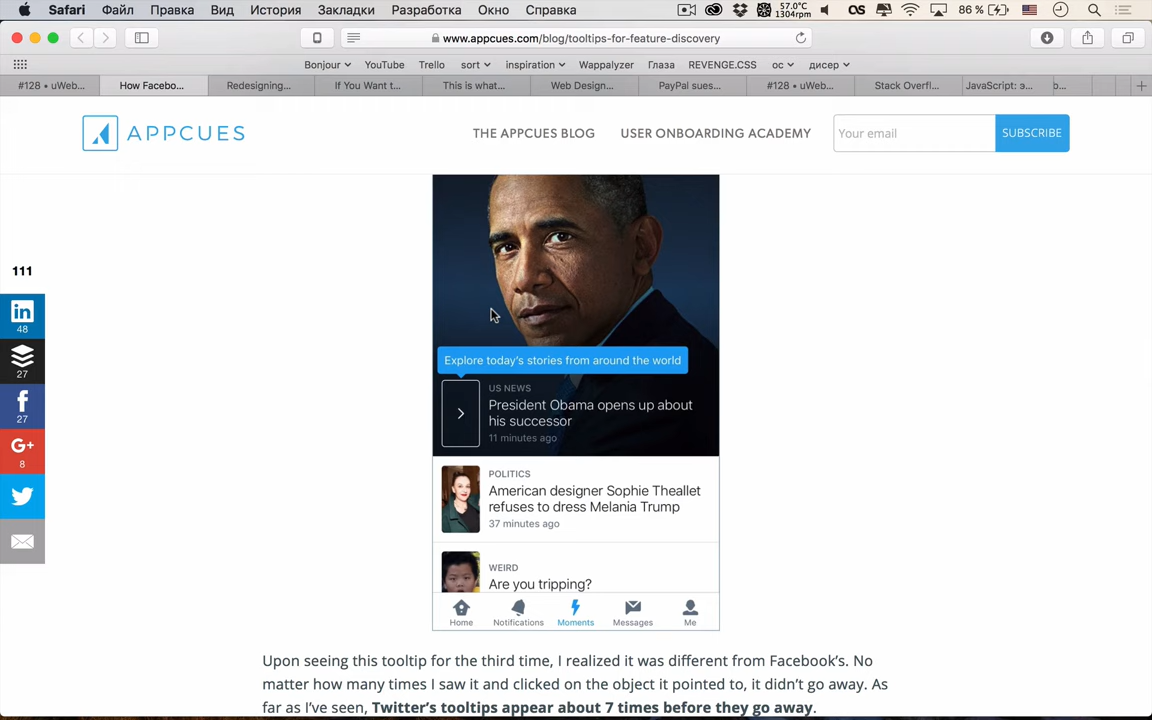 Safari Файл Правка Вид История Закладки Разработка Окно Справка 57.0°C 1304rpm 86 %
www.appcues.com/blog/tooltips-for-feature-discovery
Bonjour YouTube Trello sort inspiration Wappalyzer Глаза REVENGE.CSS ос дисер
#128 – uWeb... How Facebo... Redesigning... If You Want t... This is what... Web Design... PayPal sues... #128 – uWeb... Stack Overfl... JavaScript: э... b...
APPCUES THE APPCUES BLOG USER ONBOARDING ACADEMY Your email SUBSCRIBE
111
in
48
27
f
27
G+
8
Explore today's stories from around the world
US NEWS
President Obama opens up about
his successor
11 minutes ago
POLITICS
American designer Sophie Theallet
refuses to dress Melania Trump
37 minutes ago
WEIRD
Are you tripping?
Home Notifications Moments Messages Me
Upon seeing this tooltip for the third time, I realized it was different from Facebook's. No
matter how many times I saw it and clicked on the object it pointed to, it didn't go away. As
far as I've seen, Twitter's tooltips appear about 7 times before they go away.